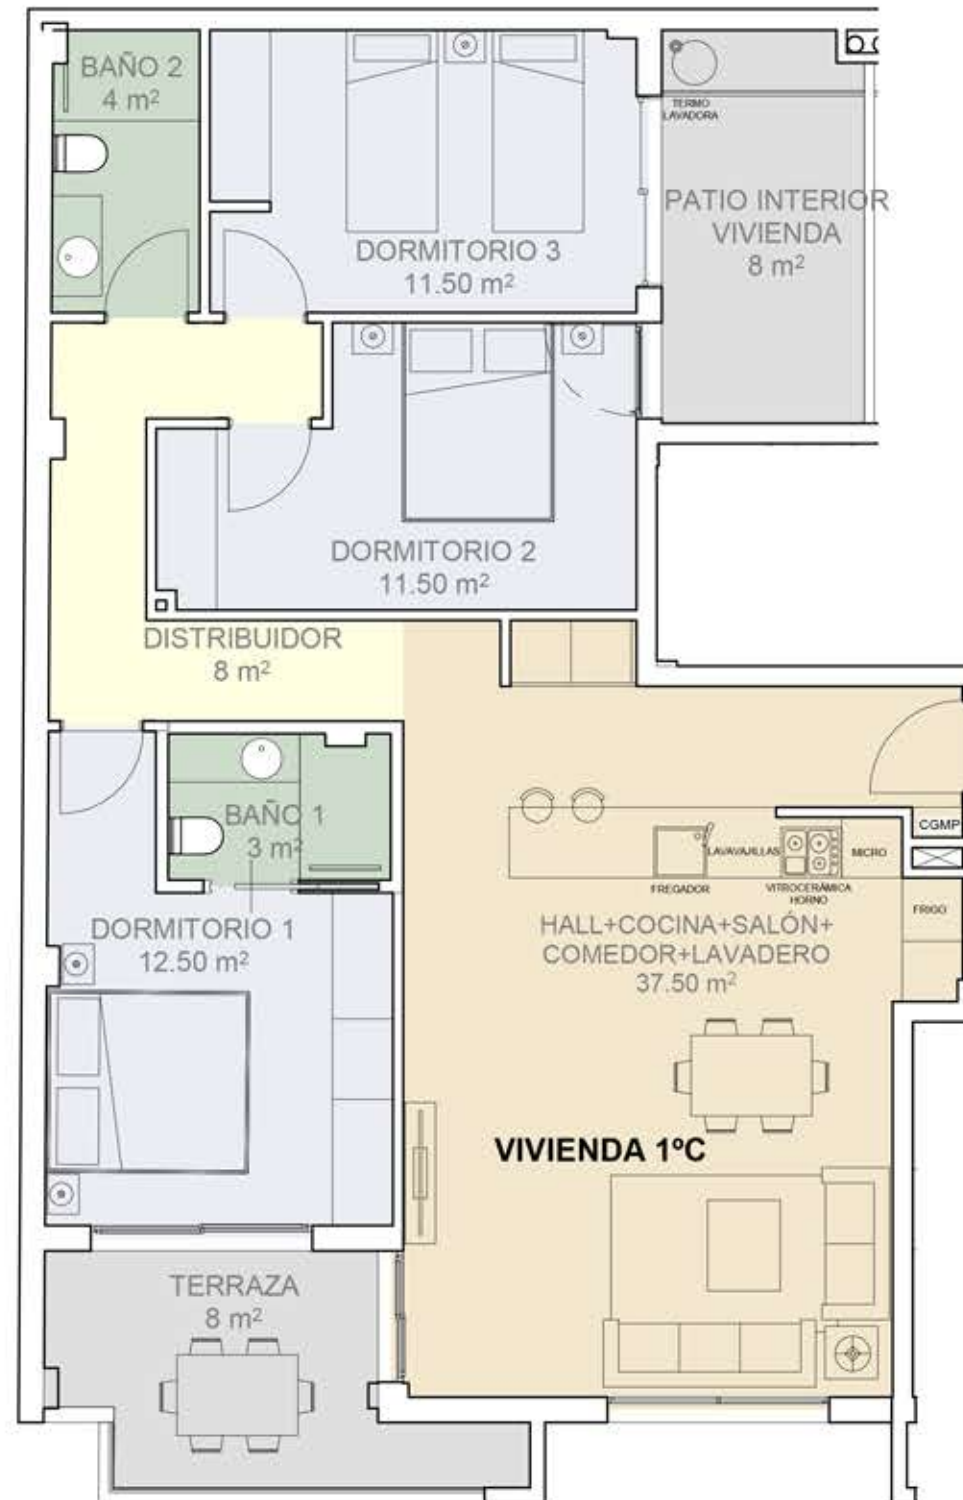 BAÑO 2
4 m²
TERMO
LAVADORA
PATIO INTERIOR
VIVIENDA
8 m²
DORMITORIO 3
11.50 m²
DORMITORIO 2
11.50 m²
DISTRIBUIDOR
8 m²
BAÑO 1
3 m²
CGMP
LAVAVAJILLAS
MICRO
FREGADOR
VITROCERÁMICA
HORNO
FRIGO
DORMITORIO 1
12.50 m²
HALL+COCINA+SALÓN+
COMEDOR+LAVADERO
37.50 m²
VIVIENDA 1ºC
TERRAZA
8 m²